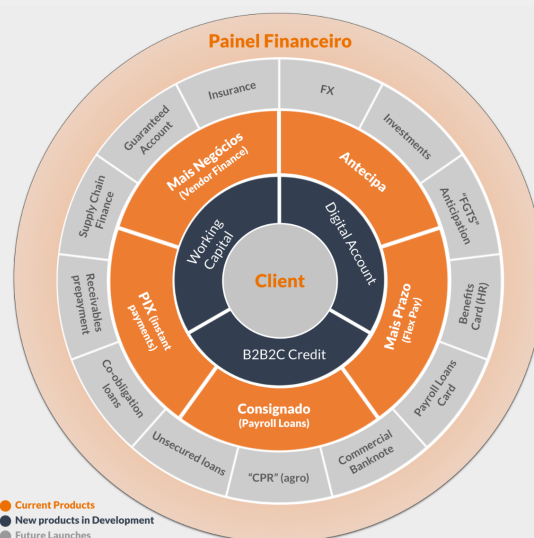 Painel Financeiro
Insurance
FX
Guaranteed
Account
Investments
Mais Negócios
(Vendor Finance)
Antecipa
Supply Chain
Finance
"FGTS"
Anticipation
Working
Capital
Digital Account
Client
Receivables
prepayment
PIX (instant
payments)
Mais Prazo
(Flex Pay)
Benefits
Card (HR)
B2B2C Credit
Co-obligation
loans
Consignado
(Payroll Loans)
Payroll Loans
Card
Unsecured loans
"CPR" (agro)
Commercial
Banknote
Current Products
New products in Development
Future Launches